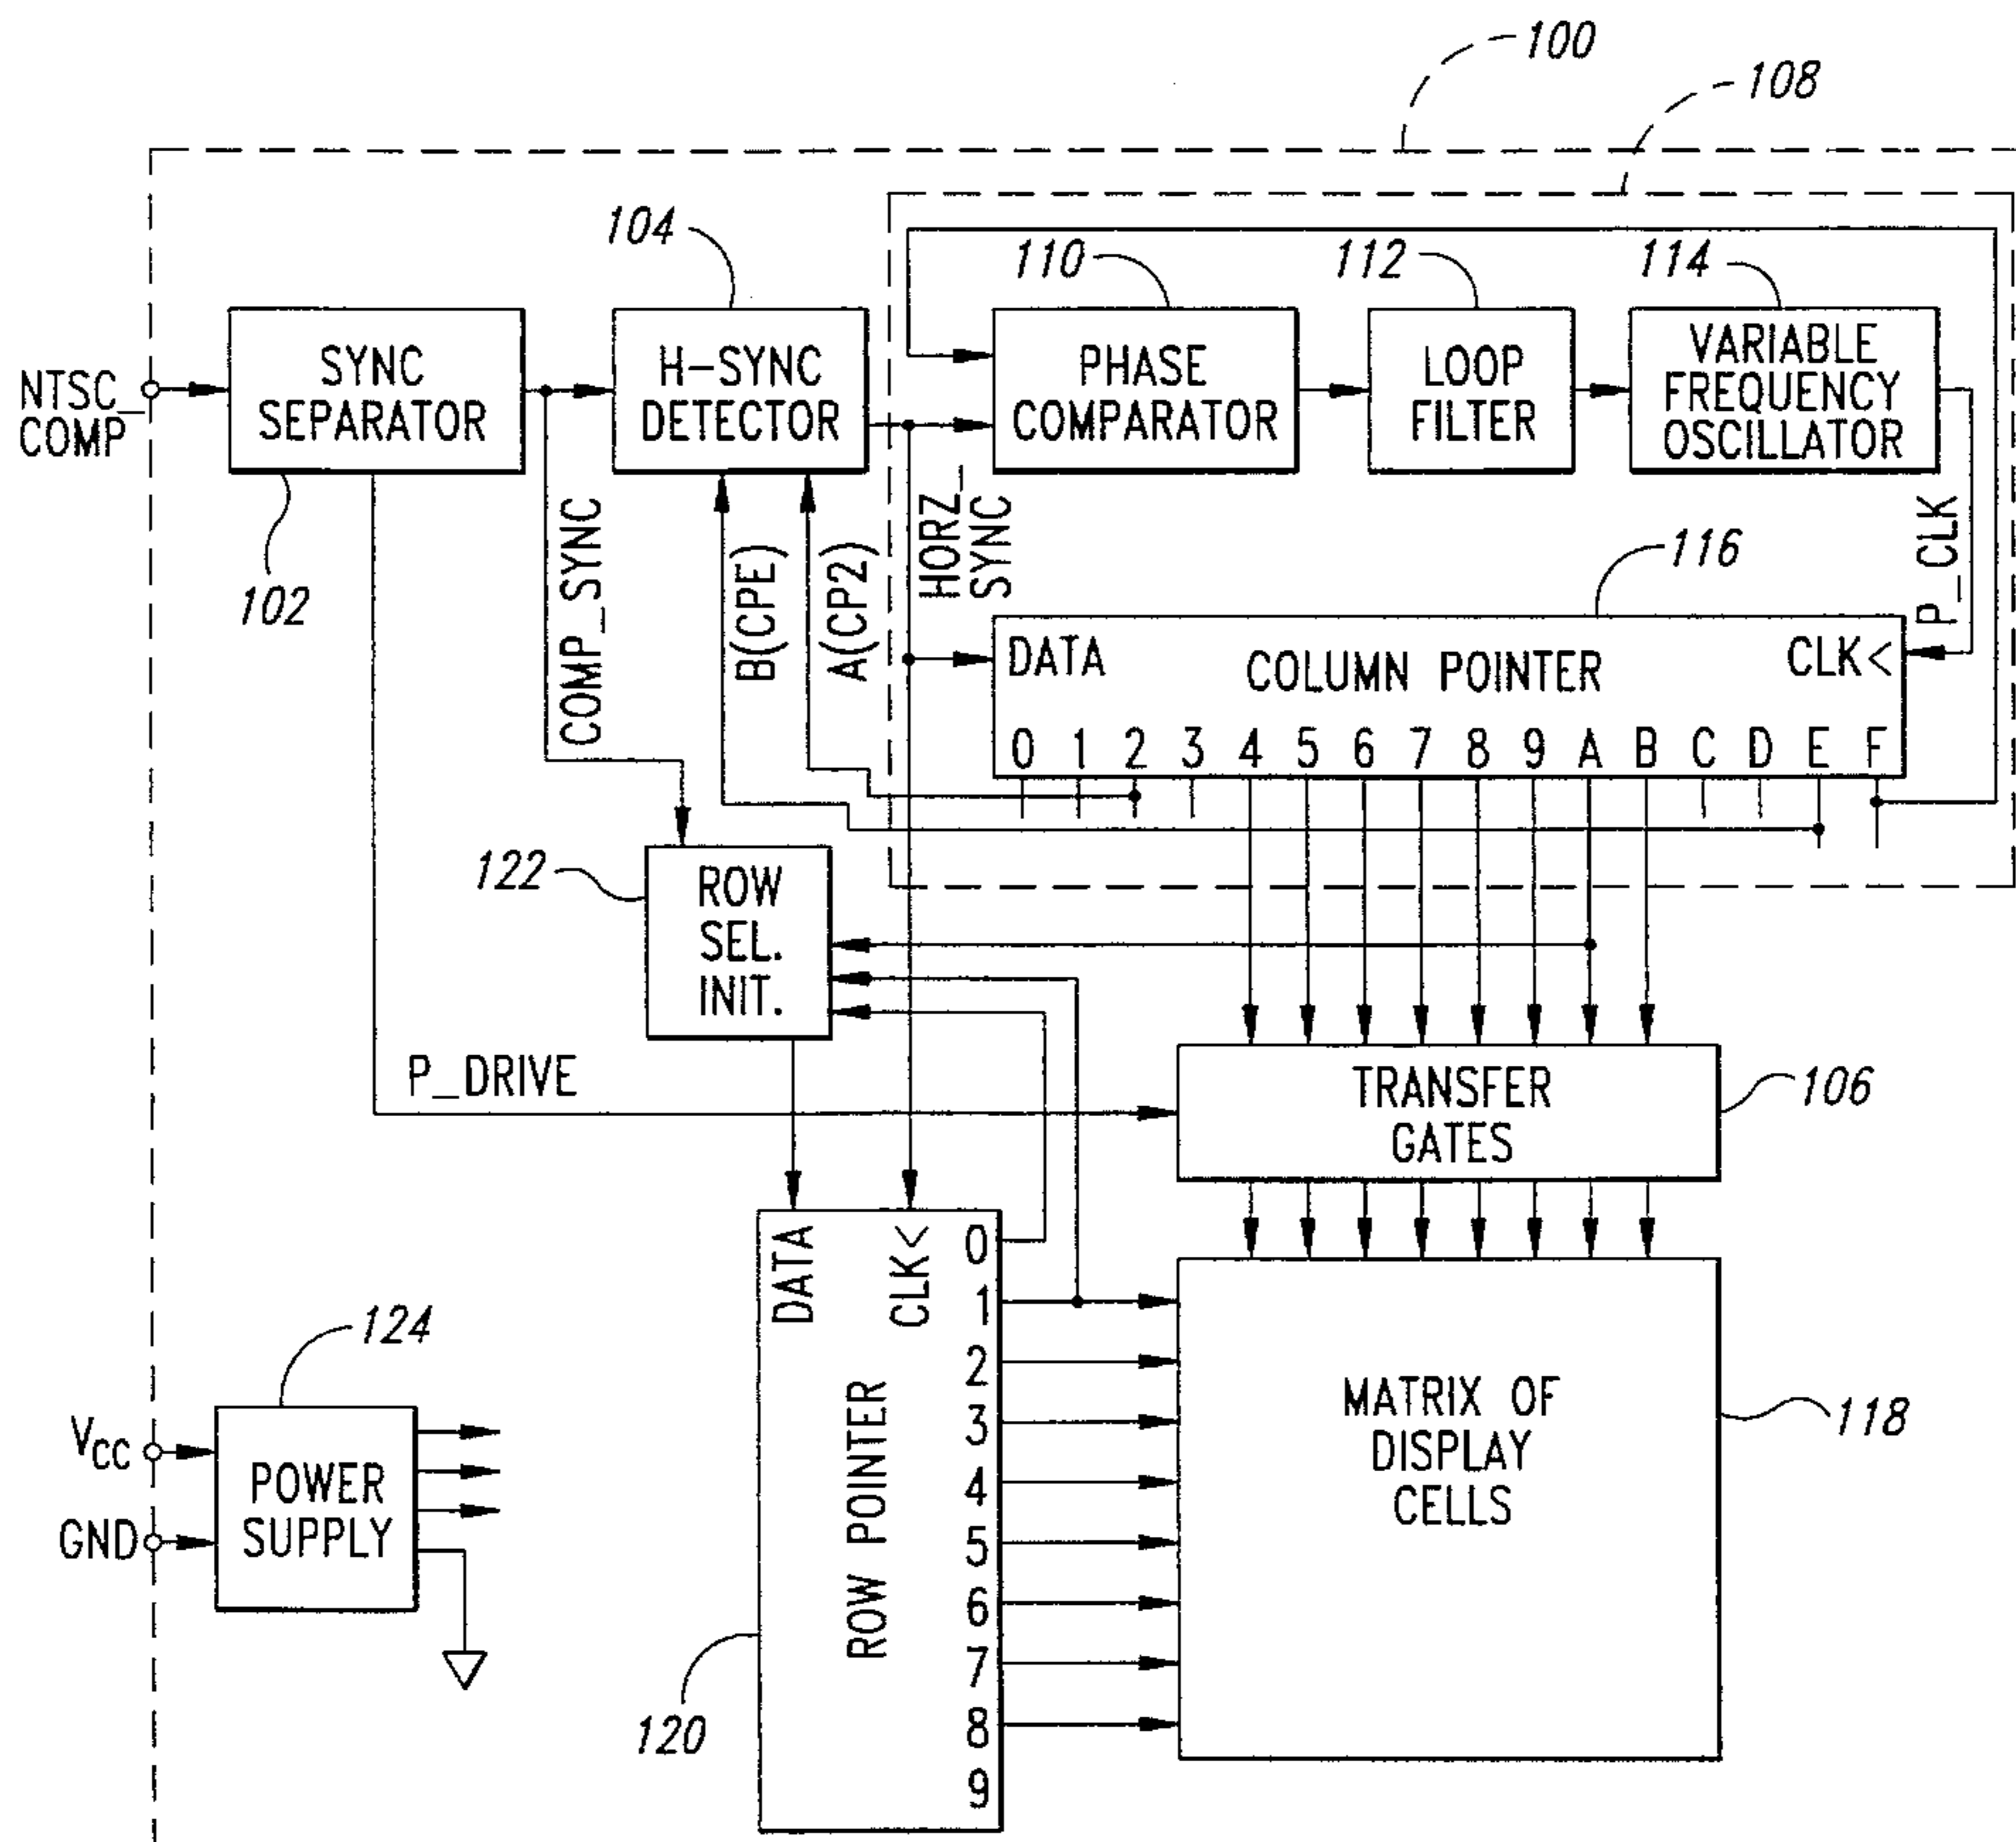 100
108
104
110
112
114
NTSC_
COMP
SYNC
SEPARATOR
H-SYNC
DETECTOR
PHASE
COMPARATOR
LOOP
FILTER
VARIABLE
FREQUENCY
OSCILLATOR
102
COMP_SYNC
B(CPE)
A(CP2)
HORZ_
SYNC
116
P_CLK
DATA
COLUMN POINTER
CLK<
0 1 2 3 4 5 6 7 8 9 A B C D E F
122
ROW
SEL.
INIT.
P_DRIVE
TRANSFER
GATES
106
DATA
CLK<
ROW POINTER
0
1
2
3
4
5
6
7
8
9
120
MATRIX OF
DISPLAY
CELLS
118
124
VCC
GND
POWER
SUPPLY